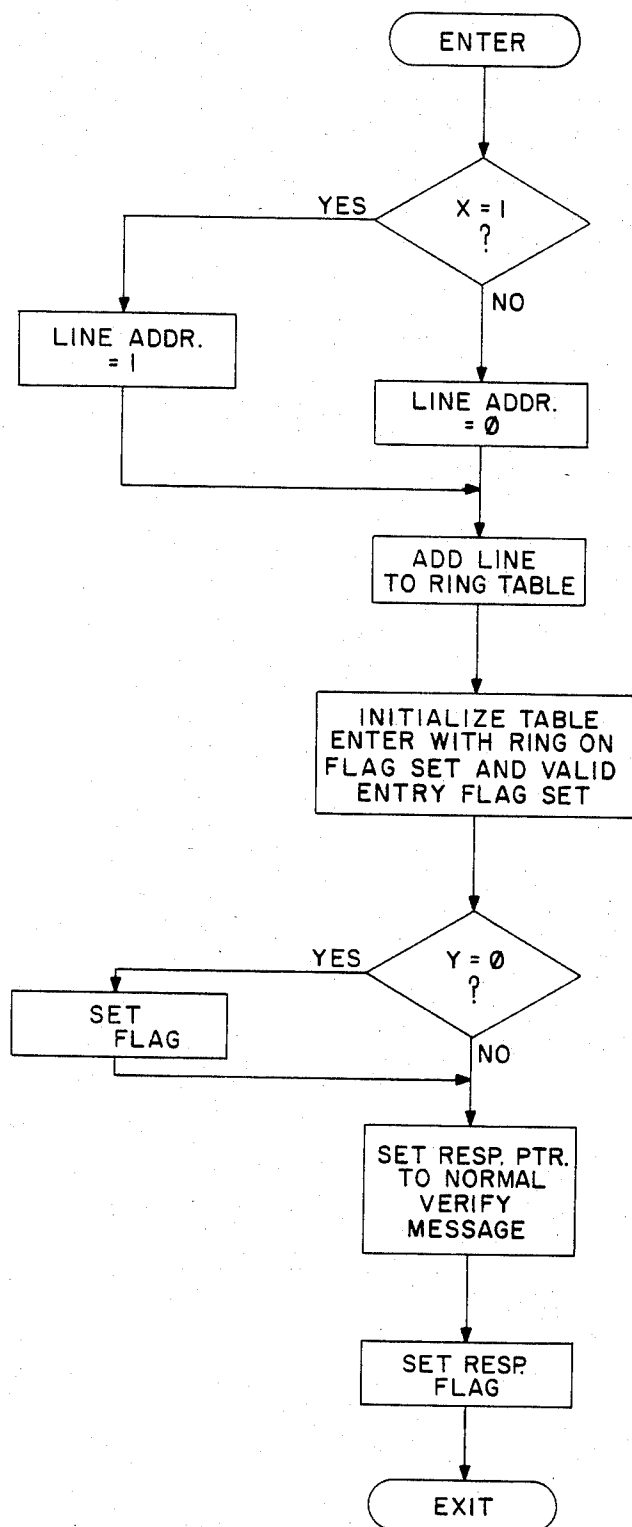 ENTER
X = 1
?
YES
NO
LINE ADDR.
= 1
LINE ADDR.
= Ø
ADD LINE
TO RING TABLE
INITIALIZE TABLE
ENTER WITH RING ON
FLAG SET AND VALID
ENTRY FLAG SET
Y = Ø
?
YES
NO
SET
FLAG
SET RESP. PTR.
TO NORMAL
VERIFY
MESSAGE
SET RESP.
FLAG
EXIT